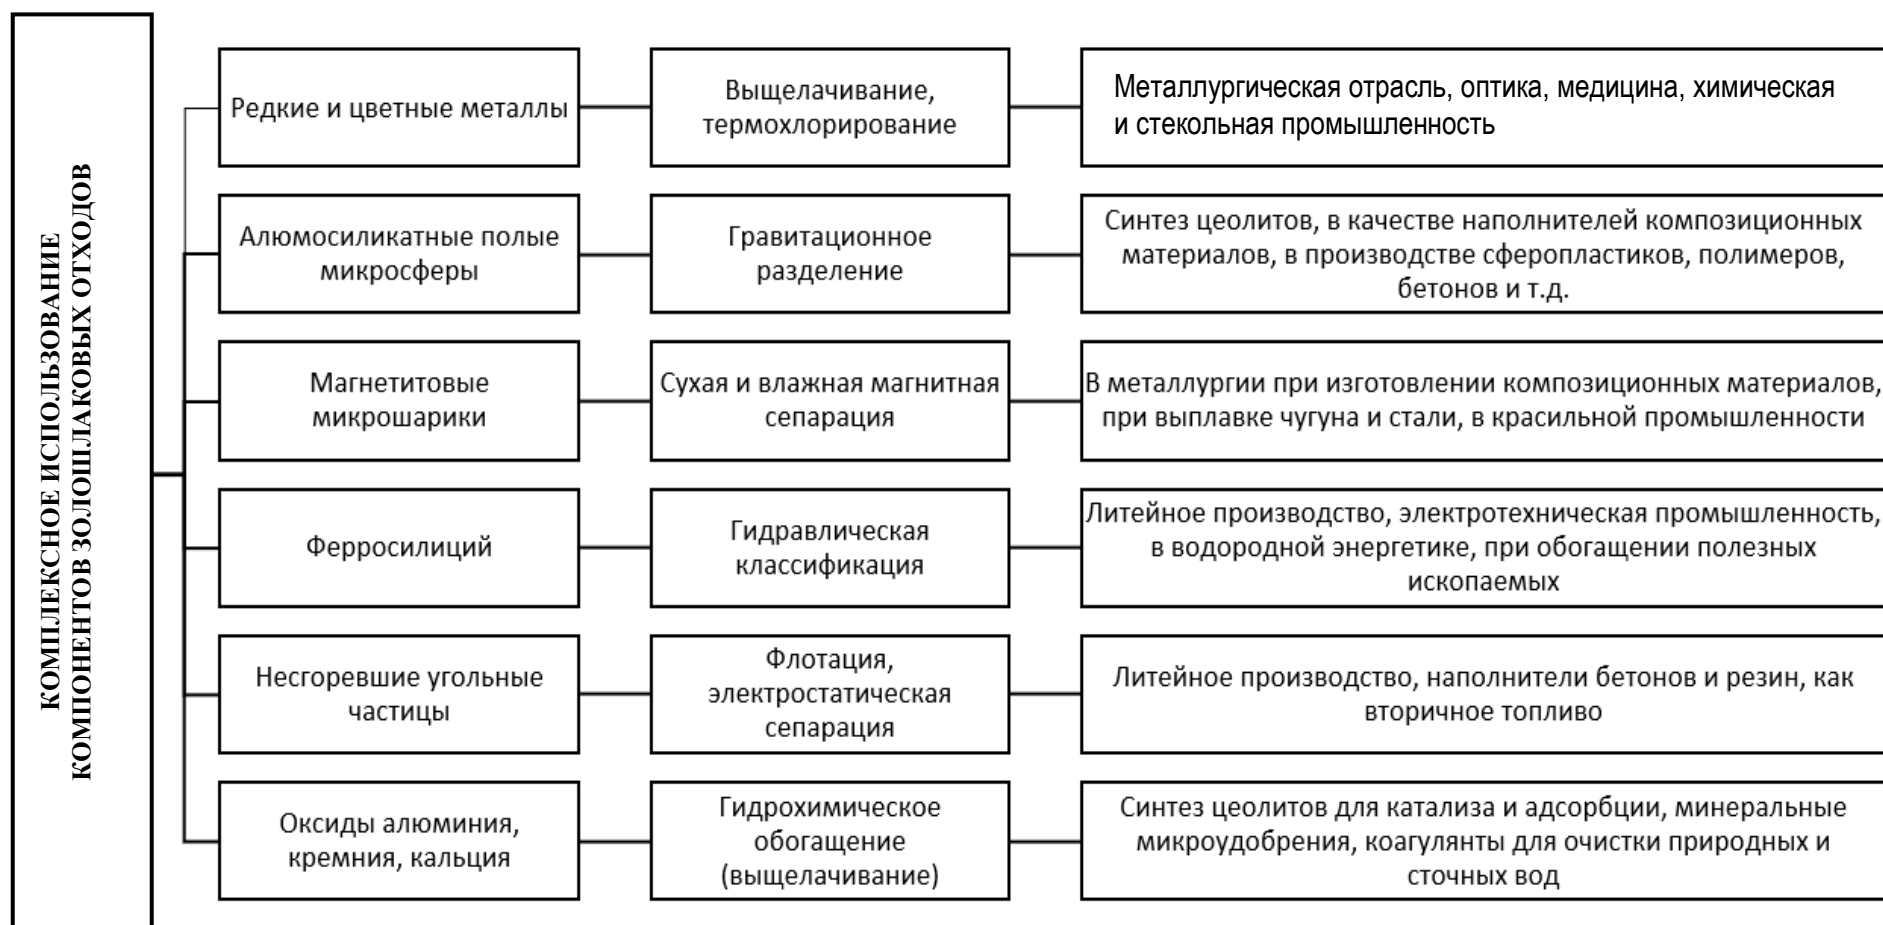 КОМПЛЕКСНОЕ ИСПОЛЬЗОВАНИЕ
КОМПОНЕНТОВ ЗОЛОШЛАКОВЫХ ОТХОДОВ
Редкие и цветные металлы
Выщелачивание,
термохлорирование
Металлургическая отрасль, оптика, медицина, химическая
и стекольная промышленность
Алюмосиликатные полые
микросферы
Гравитационное
разделение
Синтез цеолитов, в качестве наполнителей композиционных
материалов, в производстве сферопластиков, полимеров,
бетонов и т.д.
Магнетитовые
микрошарики
Сухая и влажная магнитная
сепарация
В металлургии при изготовлении композиционных материалов,
при выплавке чугуна и стали, в красильной промышленности
Ферросилиций
Гидравлическая
классификация
Литейное производство, электротехническая промышленность,
в водородной энергетике, при обогащении полезных
ископаемых
Несгоревшие угольные
частицы
Флотация,
электростатическая
сепарация
Литейное производство, наполнители бетонов и резин, как
вторичное топливо
Оксиды алюминия,
кремния, кальция
Гидрохимическое
обогащение
(выщелачивание)
Синтез цеолитов для катализа и адсорбции, минеральные
микроудобрения, коагулянты для очистки природных и
сточных вод